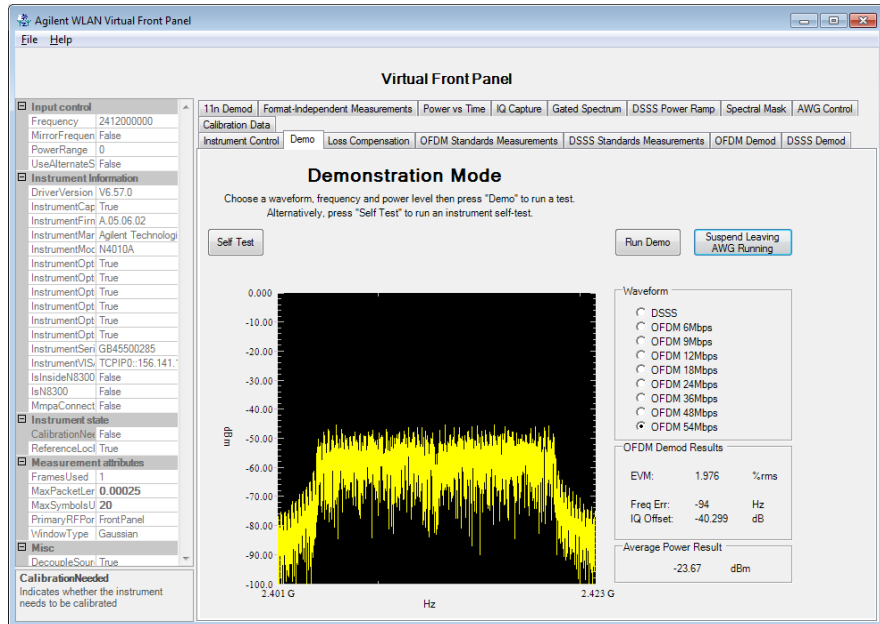 Agilent WLAN Virtual Front Panel
File Help
Virtual Front Panel
Input control
Frequency 2412000000
MirrorFrequen False
PowerRange 0
UseAlternateS False
Instrument Information
DriverVersion V6.57.0
InstrumentCap True
InstrumentFirn A.05.06.02
InstrumentMar Agilent Technologi
InstrumentMoc N4010A
InstrumentOpt True
InstrumentOpt True
InstrumentOpt True
InstrumentOpt True
InstrumentOpt True
InstrumentOpt True
InstrumentSeri GB45500285
InstrumentVIS/ TCPIP0::156.141.
IsInsideN8300 False
IsN8300 False
MmpaConnect False
Instrument state
CalibrationNee False
ReferenceLocl True
Measurement attributes
FramesUsed 1
MaxPacketLer 0.00025
MaxSymbolsU 20
PrimaryRFPor FrontPanel
WindowType Gaussian
Misc
DecoupleSour True
CalibrationNeeded
Indicates whether the instrument
needs to be calibrated
11n Demod Format-Independent Measurements Power vs Time IQ Capture Gated Spectrum DSSS Power Ramp Spectral Mask AWG Control
Calibration Data
Instrument Control Demo Loss Compensation OFDM Standards Measurements DSSS Standards Measurements OFDM Demod DSSS Demod
Demonstration Mode
Choose a waveform, frequency and power level then press "Demo" to run a test.
Alternatively, press "Self Test" to run an instrument self-test.
Self Test
Run Demo
Suspend Leaving
AWG Running
0.000
-10.00
-20.00
-30.00
-40.00
-50.00
-60.00
-70.00
-80.00
-90.00
-100.0
dBm
2.401 G
2.423 G
Hz
Waveform
DSSS
OFDM 6Mbps
OFDM 9Mbps
OFDM 12Mbps
OFDM 18Mbps
OFDM 24Mbps
OFDM 36Mbps
OFDM 48Mbps
OFDM 54Mbps
OFDM Demod Results
EVM: 1.976 %rms
Freq Err: -94 Hz
IQ Offset: -40.299 dB
Average Power Result
-23.67 dBm